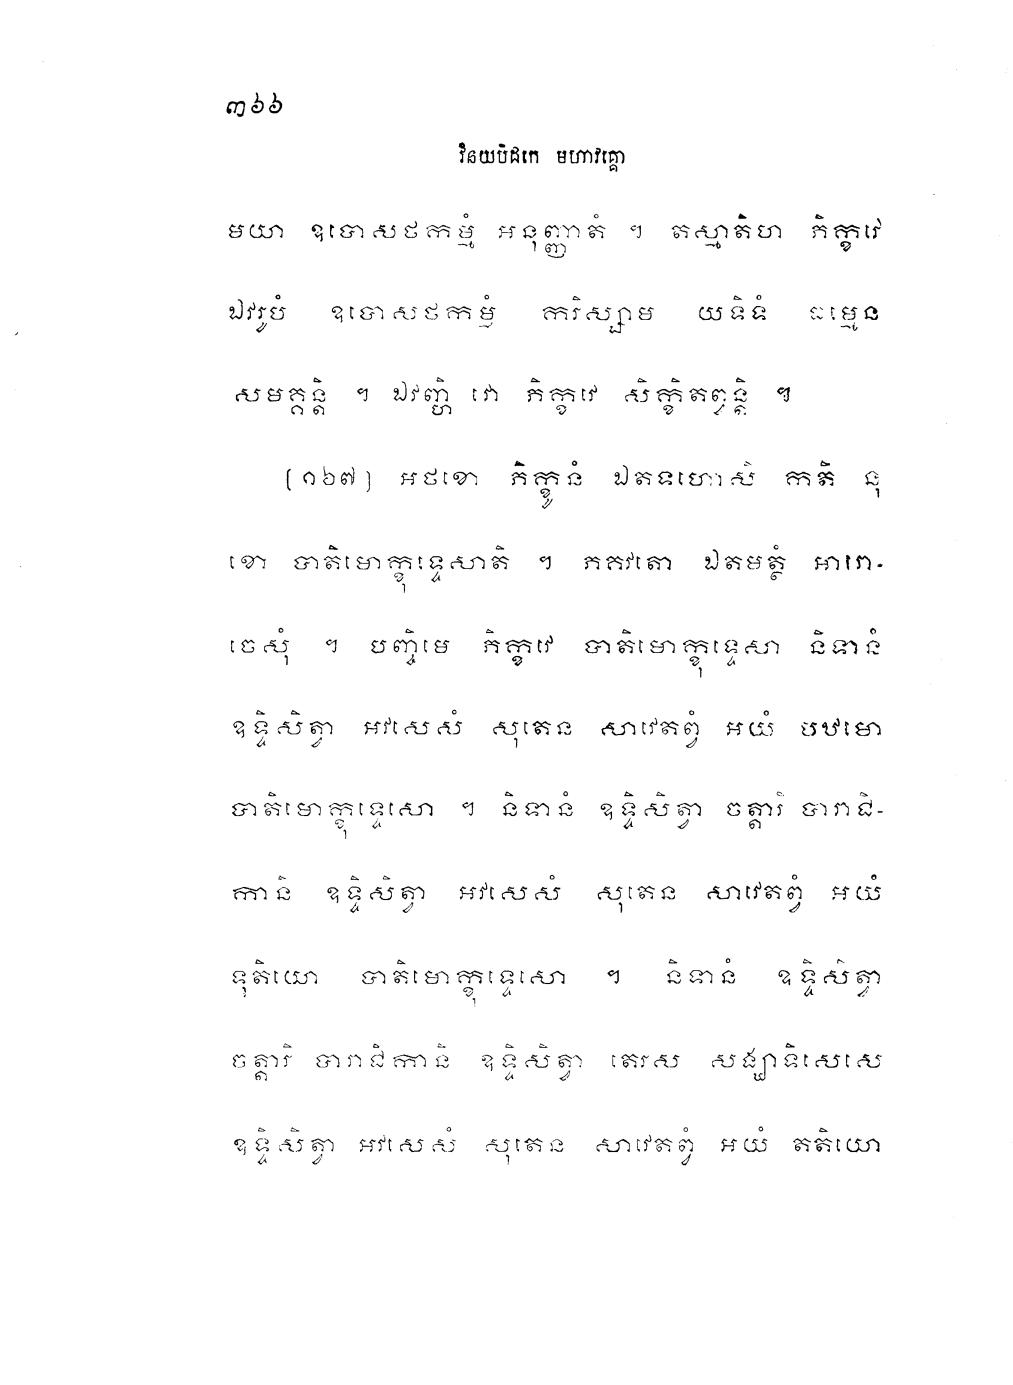 ៣៦៦
វិនយបិដកេ មហាវគ្គោ
មយា ឧបោសថកម្មំ អនុញ្ញាតំ ។ តស្មាតិហ ភិក្ខវេ
ឯវរូបំ ឧបោសថកម្មំ ករិស្សាម យទិទំ ធម្មេន
សមគ្គន្តិ ។ ឯវញ្ហិ វោ ភិក្ខវេ សិក្ខិតព្វន្តិ ៕
[១៦៧] អថខោ ភិក្ខូនំ ឯតទហោសិ កតិ នុ
ខោ បាតិមោក្ខុទ្ទេសាតិ ។ ភគវតោ ឯតមត្ថំ អារោ-
ចេសុំ ។ បញ្ចិមេ ភិក្ខវេ បាតិមោក្ខុទ្ទេសា និទានំ
ឧទ្ទិសិត្វា អវសេសំ សុតេន សាវេតព្វំ អយំ បឋមោ
បាតិមោក្ខុទ្ទេសោ ។ និទានំ ឧទ្ទិសិត្វា ចត្តារិ បារាជិ-
កានិ ឧទ្ទិសិត្វា អវសេសំ សុតេន សាវេតព្វំ អយំ
ទុតិយោ បាតិមោក្ខុទ្ទេសោ ។ និទានំ ឧទ្ទិសិត្វា
ចត្តារិ បារាជិកានិ ឧទ្ទិសិត្វា តេរស សង្ឃាទិសេសេ
ឧទ្ទិសិត្វា អវសេសំ សុតេន សាវេតព្វំ អយំ តតិយោ